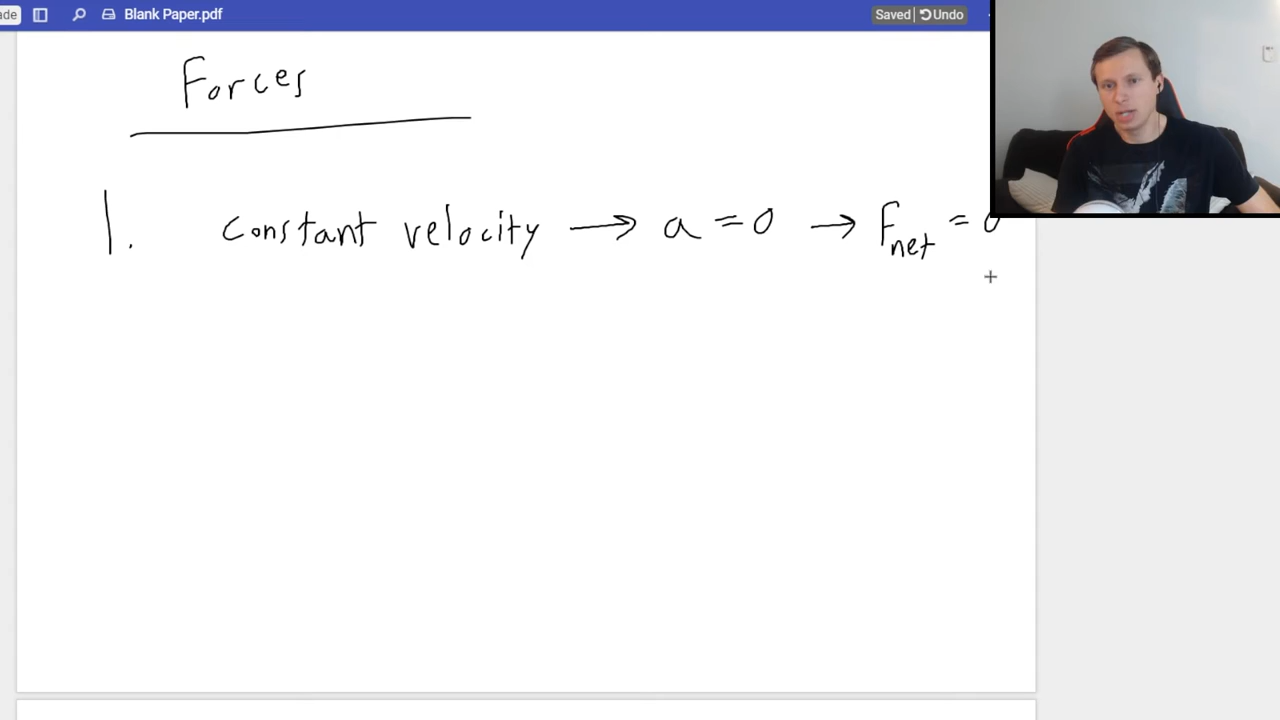 Blank Paper.pdf
Saved Undo
Forces
1. constant velocity → a = 0 → Fnet = 0